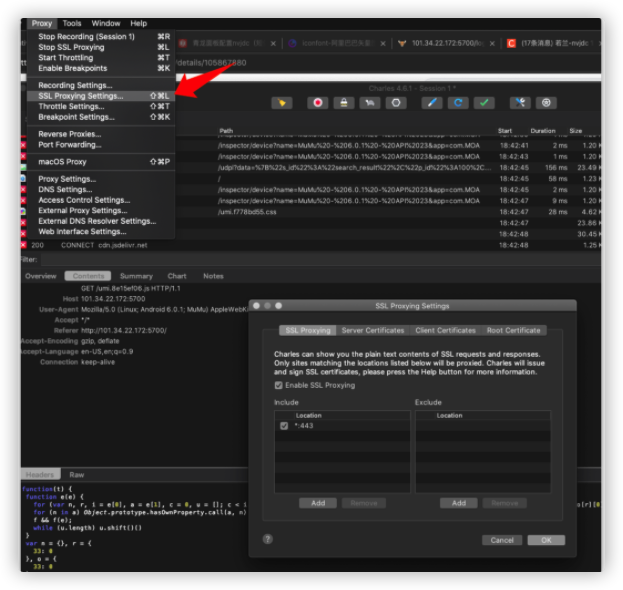 Proxy Tools Window Help
Stop Recording (Session 1) ⌘R
Stop SSL Proxying ⌘L
Start Throttling ⌘T
Enable Breakpoints ⌘K
101.34.22.172:5700/
/details/105867880
Recording Settings...
SSL Proxying Settings... ⇧⌘L
Throttle Settings... ⇧⌘T
Breakpoint Settings... ⇧⌘K
Reverse Proxies...
Port Forwarding...
macOS Proxy ⇧⌘P
Proxy Settings...
DNS Settings...
Access Control Settings...
External Proxy Settings...
External DNS Resolver Settings...
Web Interface Settings...
Charles 4.6.1 - Session 1 *
Path Start Duration Size
/inspector/device?name=MuMu%20-%206.0.1%20-%20API%2023&app=com.MOA 18:42:41 2 ms 1.20 K
/inspector/device?name=MuMu%20-%206.0.1%20-%20API%2023&app=com.MOA 18:42:43 1 ms 1.20 K
/udpi?data=%7B%22s_id%22%3A%22search_result%22%2C%22p_id%22%3A100%2C... 18:42:45 156 ms 23.49 K
/ 18:42:45 58 ms 1.23 K
/inspector/device?name=MuMu%20-%206.0.1%20-%20API%2023&app=com.MOA 18:42:45 2 ms 1.20 K
/inspector/device?name=MuMu%20-%206.0.1%20-%20API%2023&app=com.MOA 18:42:47 9 ms 1.20 K
/umi.f778bd55.css 18:42:47 28 ms 4.62 K
18:42:47 23.86 K
18:42:48 30.45 K
200 CONNECT cdn.jsdelivr.net 18:42:48 1.25 K
Filter:
Overview Contents Summary Chart Notes
GET /umi.8e15ef06.js HTTP/1.1
Host 101.34.22.172:5700
User-Agent Mozilla/5.0 (Linux; Android 6.0.1; MuMu) AppleWebKi
Accept */*
Referer http://101.34.22.172:5700/
Accept-Encoding gzip, deflate
Accept-Language en-US,en;q=0.9
Connection keep-alive
SSL Proxying Settings
SSL Proxying Server Certificates Client Certificates Root Certificate
Charles can show you the plain text contents of SSL requests and responses.
Only sites matching the locations listed below will be proxied. Charles will issue
and sign SSL certificates, please press the Help button for more information.
Enable SSL Proxying
Include Exclude
Location Location
*:443
Add Remove Add Remove
? Cancel OK
Headers Raw
function(t) {
function e(e) {
for (var n, r, i = e[0], a = e[1], c = 0, u = []; c < i
for (n in a) Object.prototype.hasOwnProperty.call(a, n)
f && f(e);
while (u.length) u.shift()()
}
var n = {}, r = {
33: 0
}, o = {
33: 0